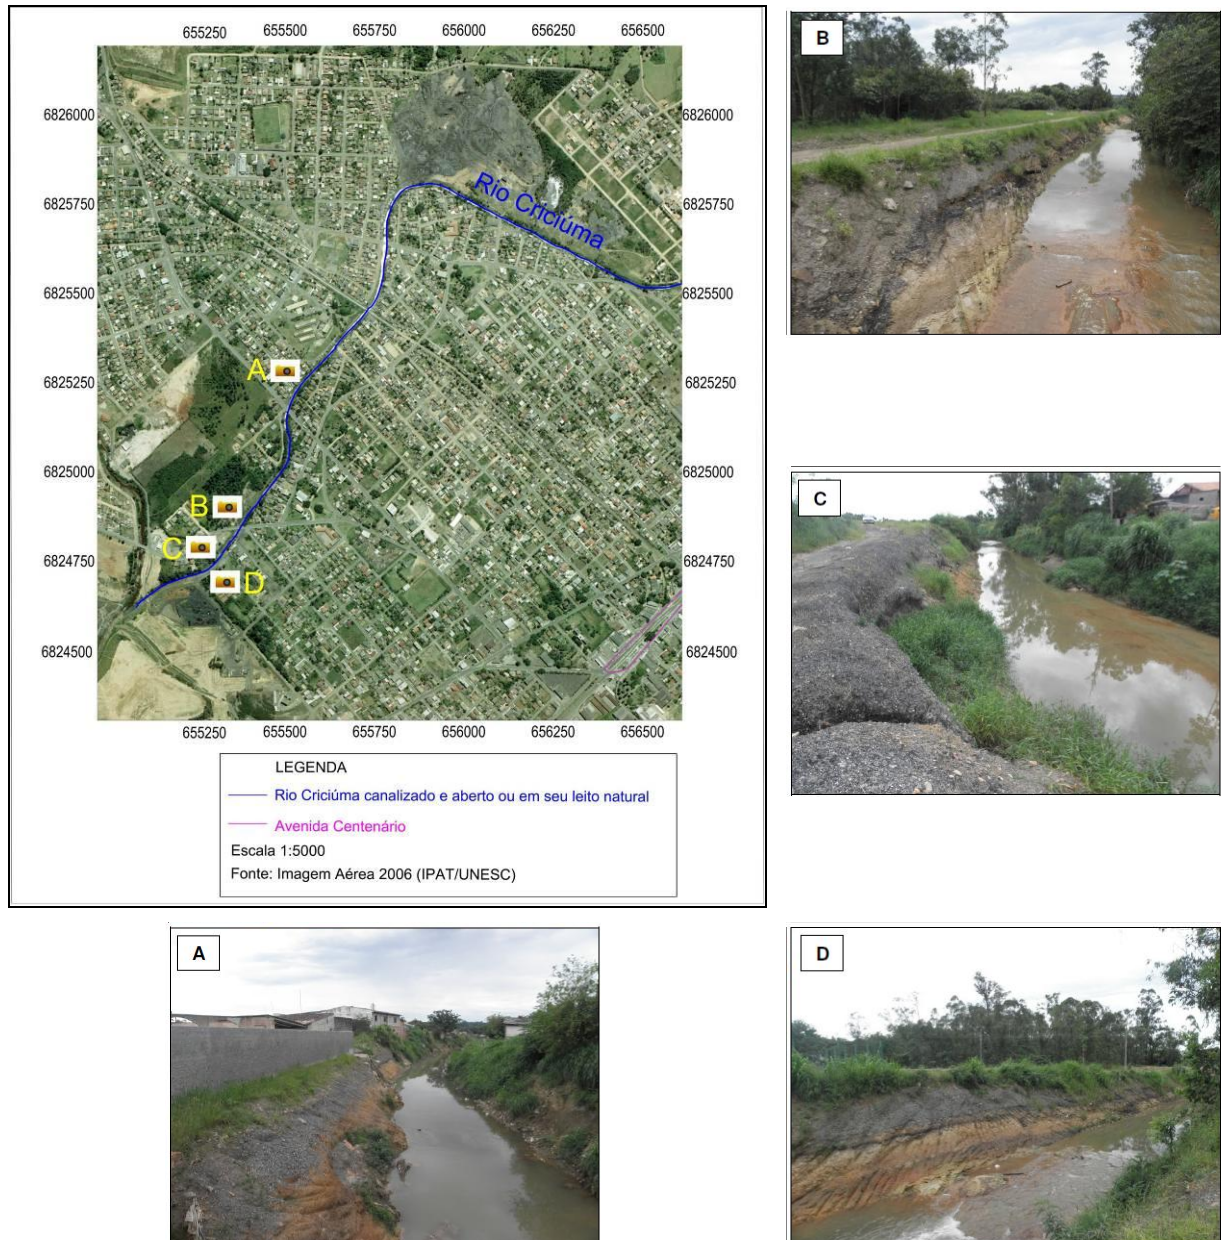 655250 655500 655750 656000 656250 656500
6826000 6826000
6825750 6825750
Rio Criciúma
6825500 6825500
A
6825250 6825250
6825000 6825000
B
C
6824750 6824750
D
6824500 6824500
655250 655500 655750 656000 656250 656500
LEGENDA
Rio Criciúma canalizado e aberto ou em seu leito natural
Avenida Centenário
Escala 1:5000
Fonte: Imagem Aérea 2006 (IPAT/UNESC)
B
C
A
D